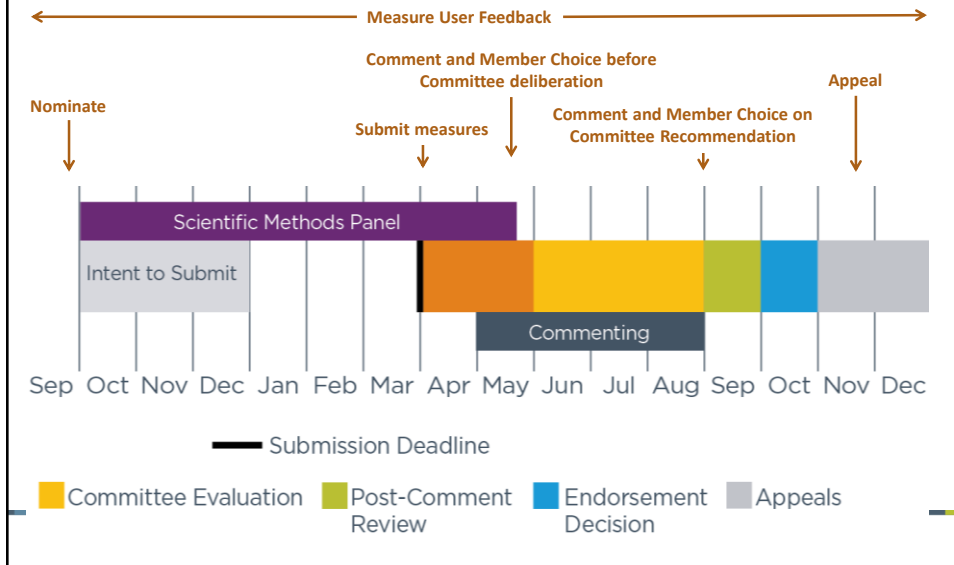 Measure User Feedback
Comment and Member Choice before
Committee deliberation
Appeal
Nominate
Comment and Member Choice on
Committee Recommendation
Submit measures
Scientific Methods Panel
Intent to Submit
Commenting
Sep Oct Nov Dec Jan Feb Mar Apr May Jun Jul Aug Sep Oct Nov Dec
Submission Deadline
Committee Evaluation
Post-Comment
Review
Endorsement
Decision
Appeals